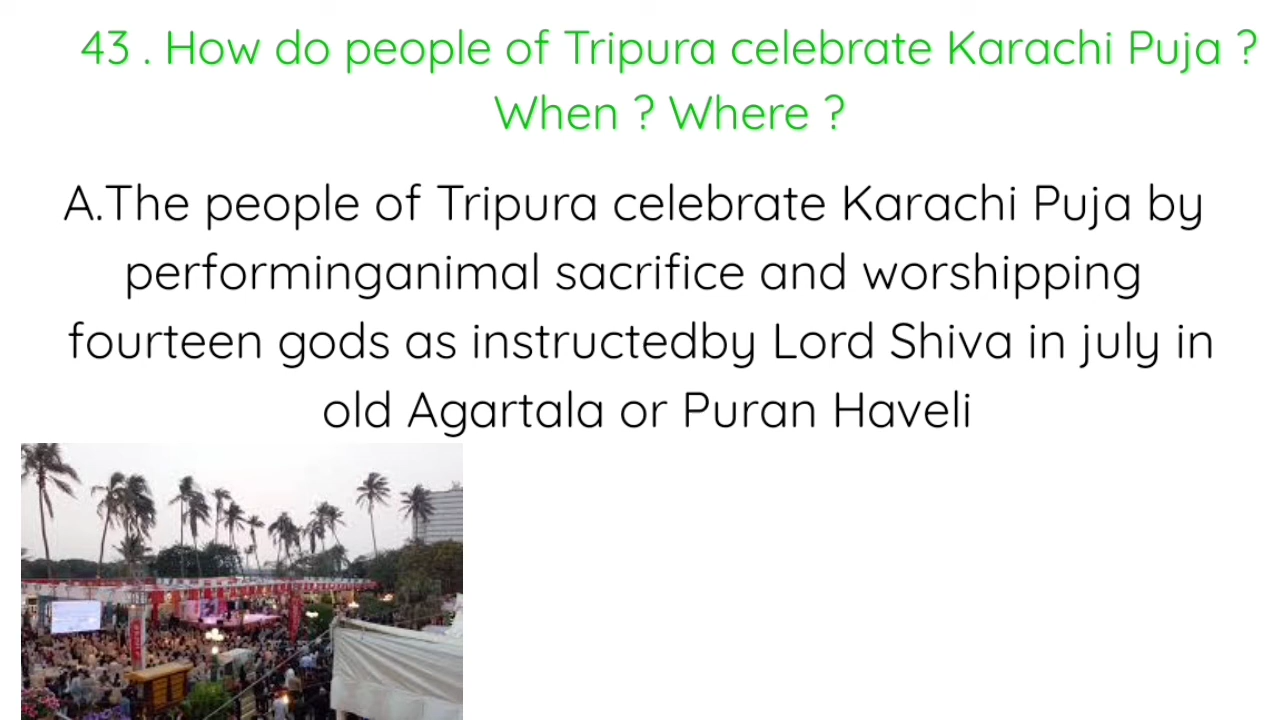 43 . How do people of Tripura celebrate Karachi Puja ?
When ? Where ?
A.The people of Tripura celebrate Karachi Puja by
performinganimal sacrifice and worshipping
fourteen gods as instructedby Lord Shiva in july in
old Agartala or Puran Haveli